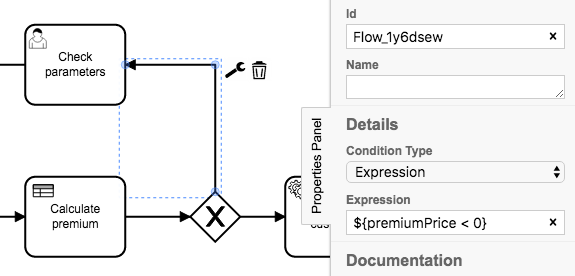 Check
parameters
Calculate
premium
Properties Panel
Id
Flow_1y6dsew
Name
Details
Condition Type
Expression
Expression
${premiumPrice < 0}
Documentation